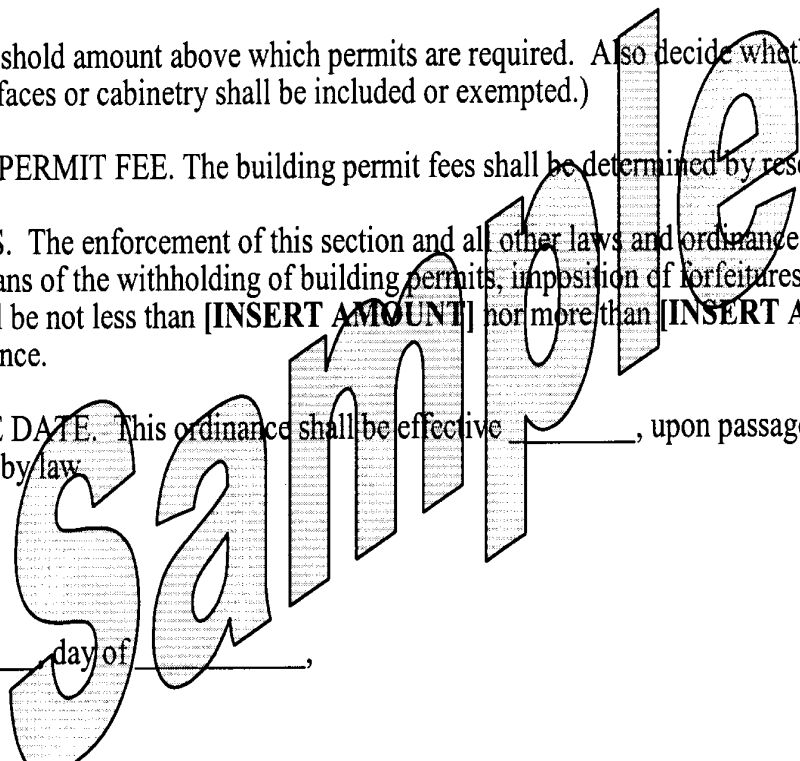 shold amount above which permits are required. Also decide wheth
faces or cabinetry shall be included or exempted.)
PERMIT FEE. The building permit fees shall be determined by reso
S. The enforcement of this section and all other laws and ordinance
ans of the withholding of building permits, imposition of forfeitures
l be not less than [INSERT AMOUNT] nor more than [INSERT A
nce.
E DATE. This ordinance shall be effective __________, upon passage
by law.
____, day of ______________,
Sample